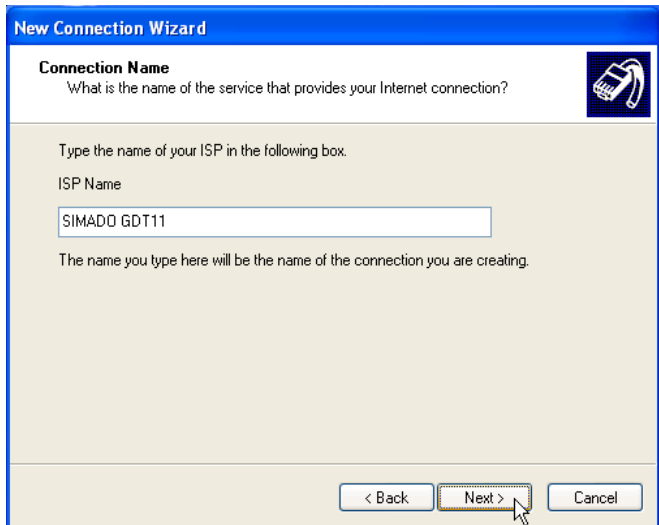 New Connection Wizard
Connection Name
What is the name of the service that provides your Internet connection?
Type the name of your ISP in the following box.
ISP Name
SIMADO GDT11
The name you type here will be the name of the connection you are creating.
< Back Next > Cancel